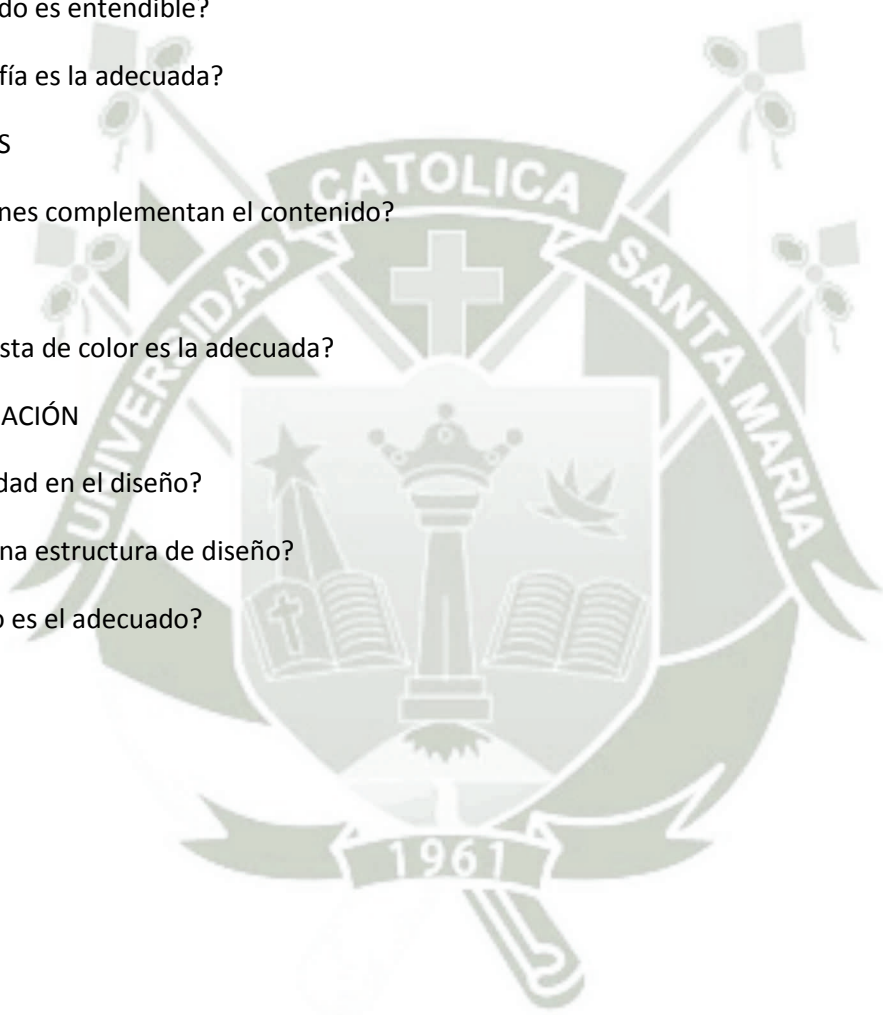 do es entendible?
fía es la adecuada?
S
nes complementan el contenido?
sta de color es la adecuada?
ACIÓN
dad en el diseño?
na estructura de diseño?
o es el adecuado?
UNIVERSIDAD CATOLICA SANTA MARIA
1961